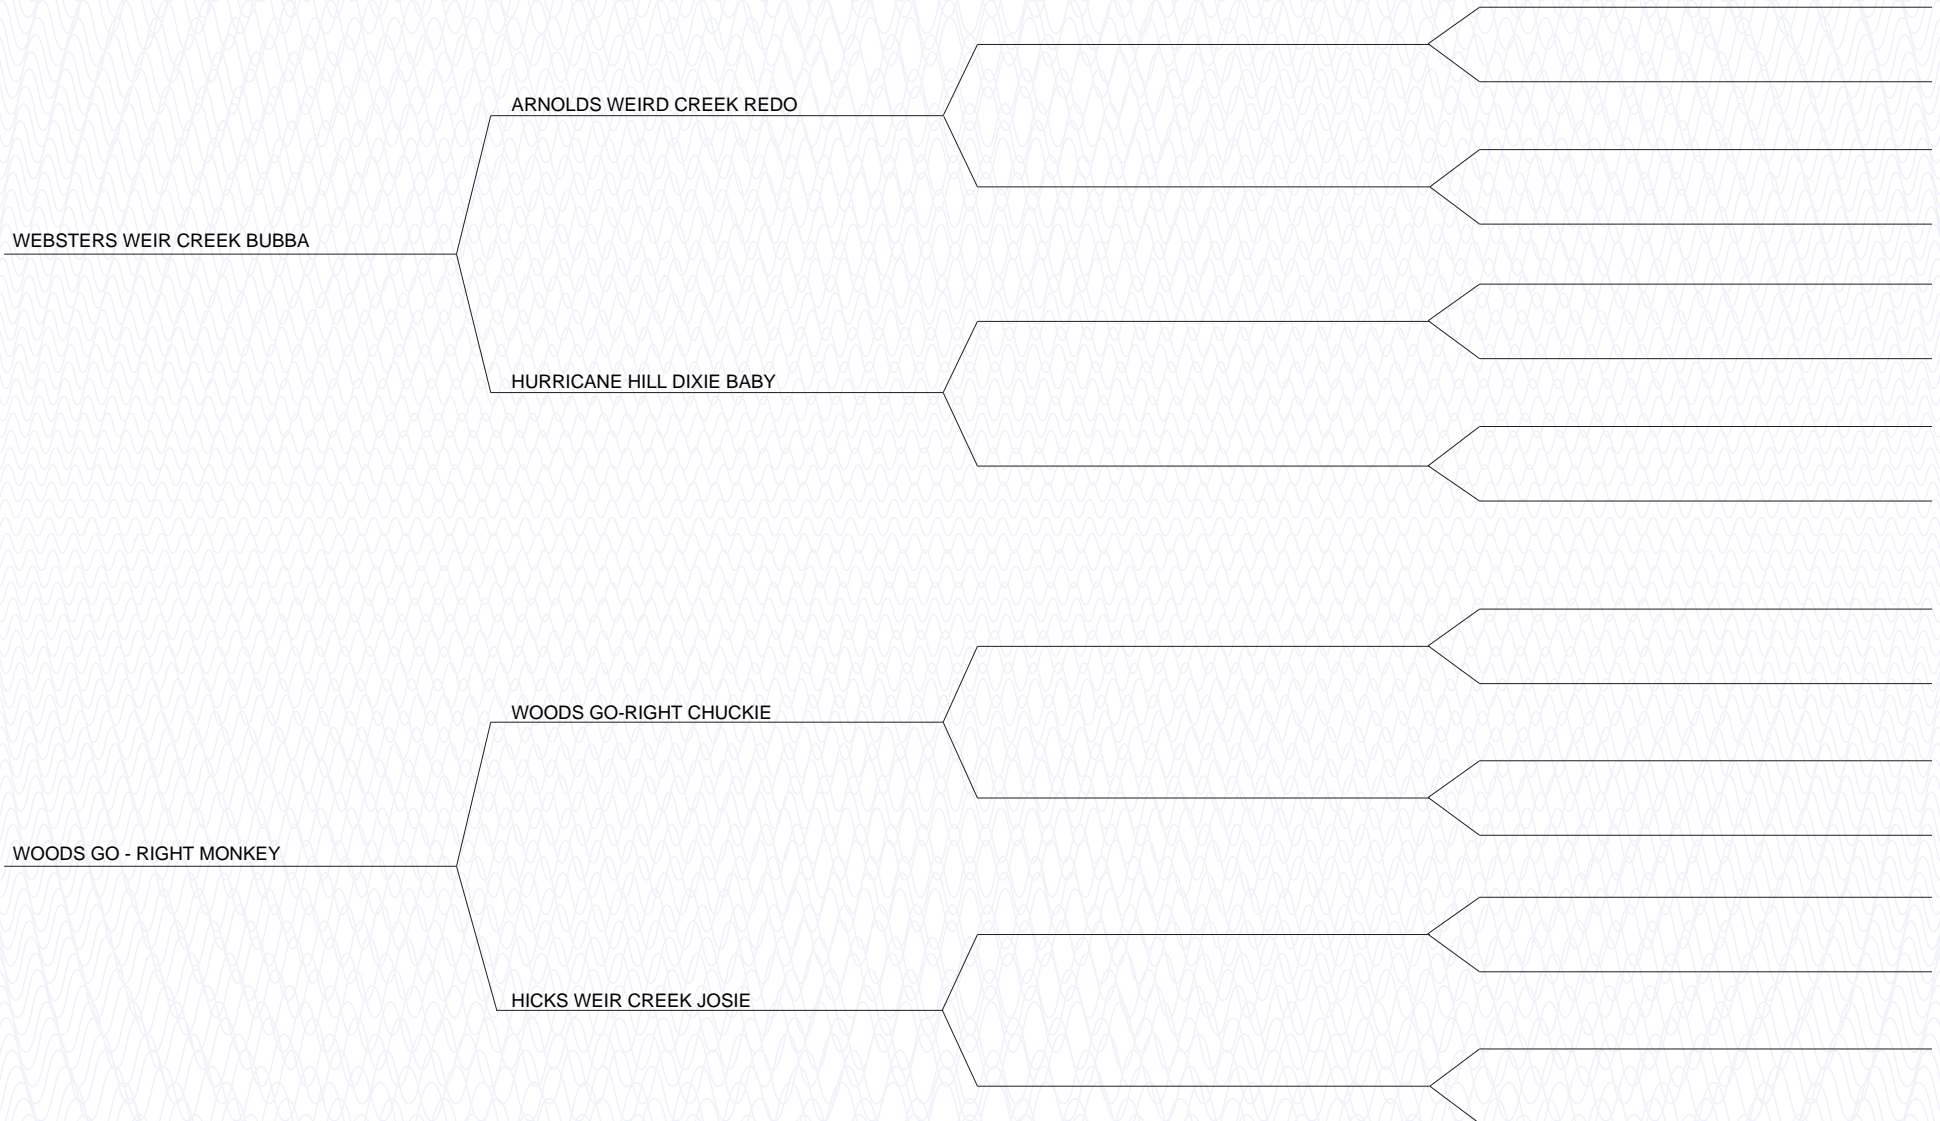 ARNOLDS WEIRD CREEK REDO
WEBSTERS WEIR CREEK BUBBA
HURRICANE HILL DIXIE BABY
WOODS GO-RIGHT CHUCKIE
WOODS GO - RIGHT MONKEY
HICKS WEIR CREEK JOSIE